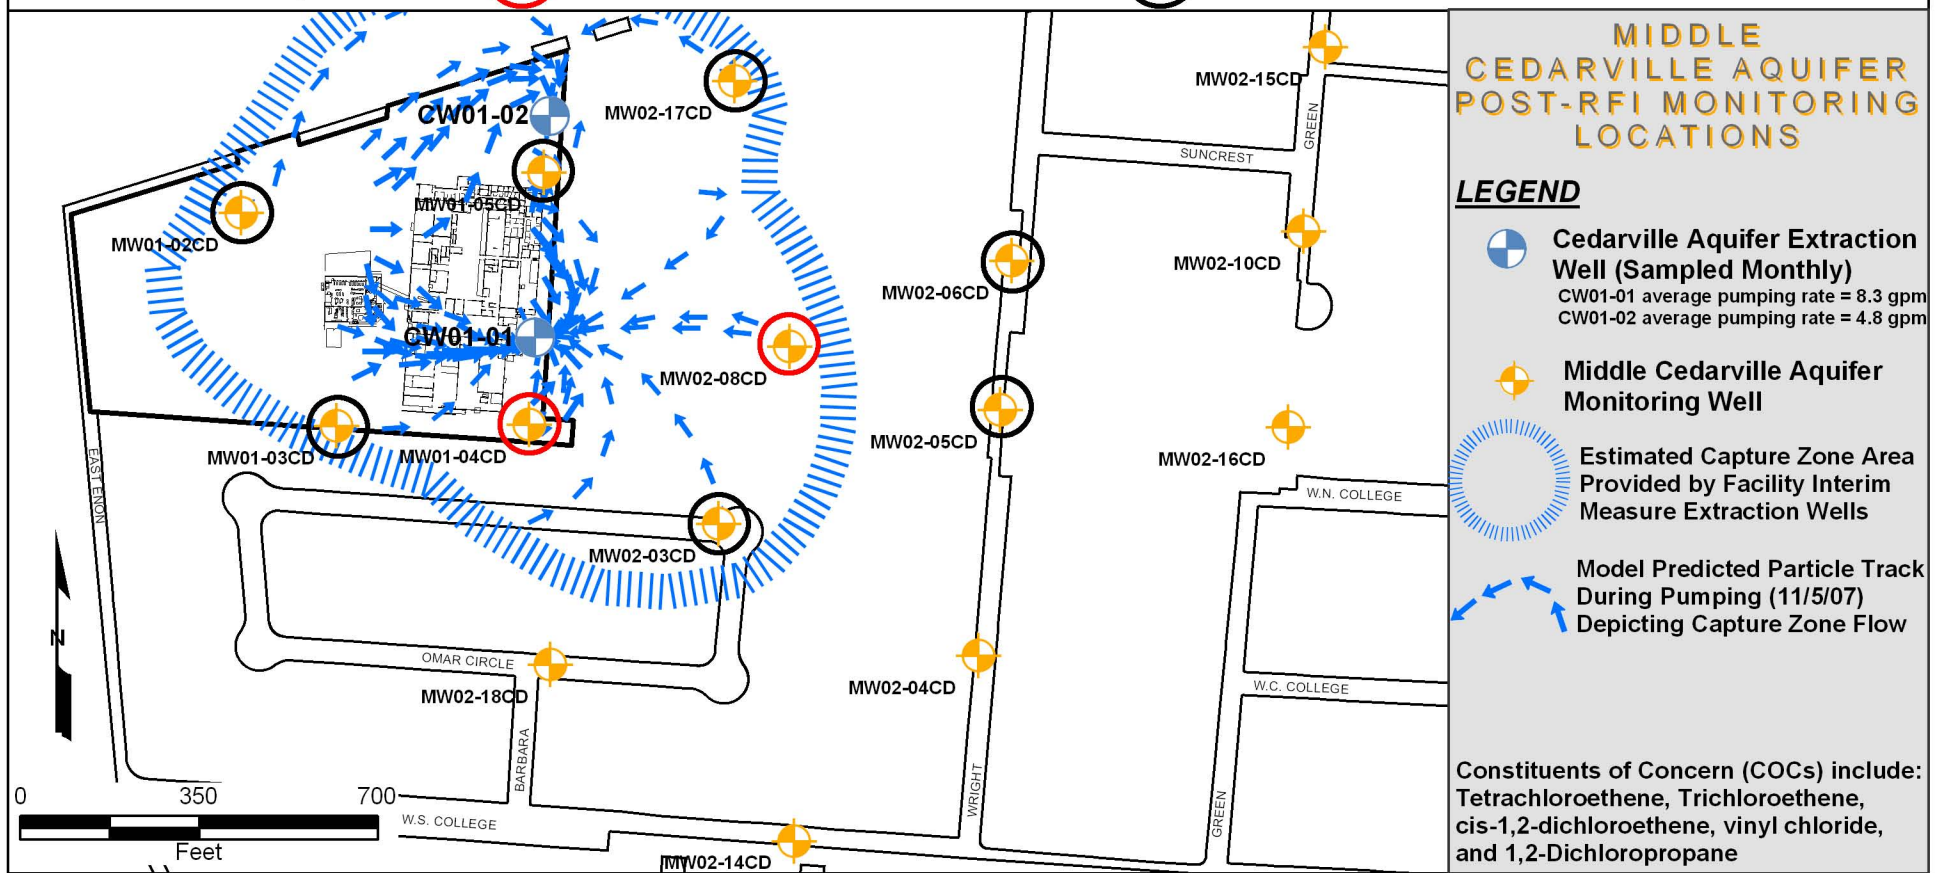 MIDDLE
CEDARVILLE AQUIFER
POST-RFI MONITORING
LOCATIONS
LEGEND
Cedarville Aquifer Extraction
Well (Sampled Monthly)
CW01-01 average pumping rate = 8.3 gpm
CW01-02 average pumping rate = 4.8 gpm
Middle Cedarville Aquifer
Monitoring Well
Estimated Capture Zone Area
Provided by Facility Interim
Measure Extraction Wells
Model Predicted Particle Track
During Pumping (11/5/07)
Depicting Capture Zone Flow
Constituents of Concern (COCs) include:
Tetrachloroethene, Trichloroethene,
cis-1,2-dichloroethene, vinyl chloride,
and 1,2-Dichloropropane
MW02-15CD
CW01-02
MW02-17CD
GREEN
SUNCREST
MW01-05CD
MW01-02CD
MW02-10CD
MW02-06CD
CW01-01
MW02-08CD
MW02-05CD
MW01-03CD
MW01-04CD
MW02-16CD
EAST ENON
W.N. COLLEGE
MW02-03CD
N
OMAR CIRCLE
MW02-18CD
MW02-04CD
W.C. COLLEGE
BARBARA
WRIGHT
GREEN
0 350 700
Feet
W.S. COLLEGE
MW02-14CD